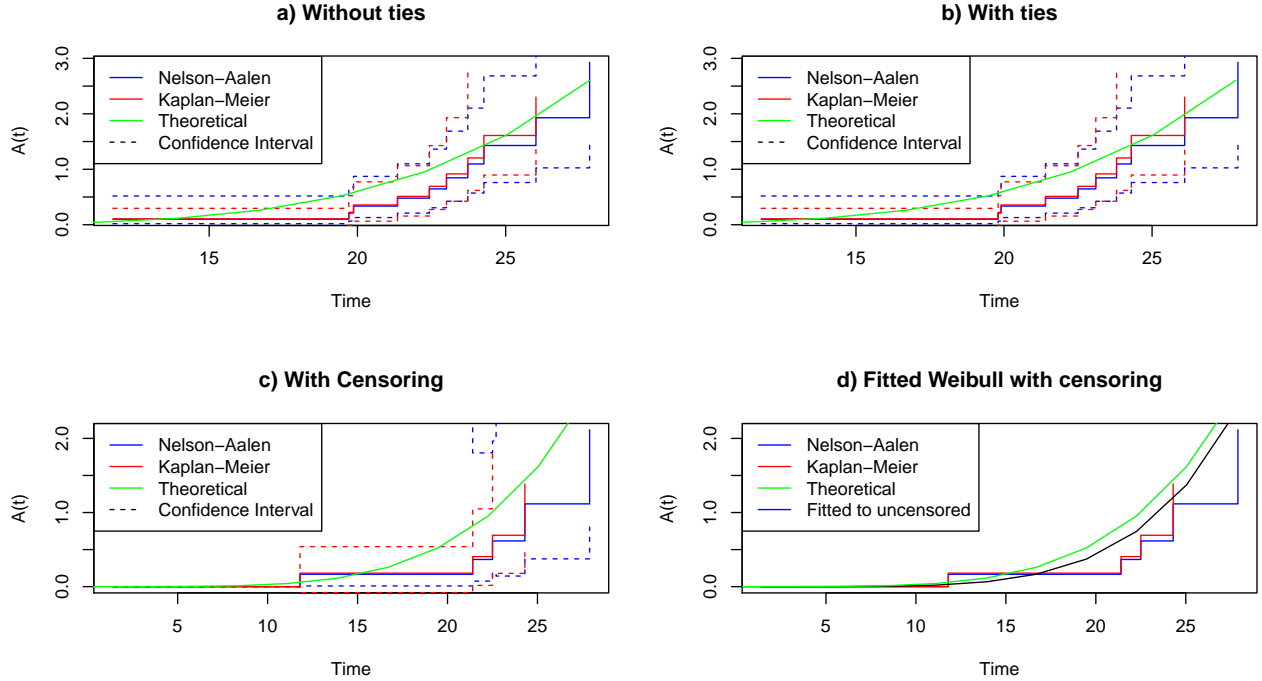 a) Without ties
A(t)
0.0 1.0 2.0 3.0
Nelson−Aalen
Kaplan−Meier
Theoretical
Confidence Interval
15 20 25
Time
b) With ties
A(t)
0.0 1.0 2.0 3.0
Nelson−Aalen
Kaplan−Meier
Theoretical
Confidence Interval
15 20 25
Time
c) With Censoring
A(t)
0.0 1.0 2.0
Nelson−Aalen
Kaplan−Meier
Theoretical
Confidence Interval
5 10 15 20 25
Time
d) Fitted Weibull with censoring
A(t)
0.0 1.0 2.0
Nelson−Aalen
Kaplan−Meier
Theoretical
Fitted to uncensored
5 10 15 20 25
Time